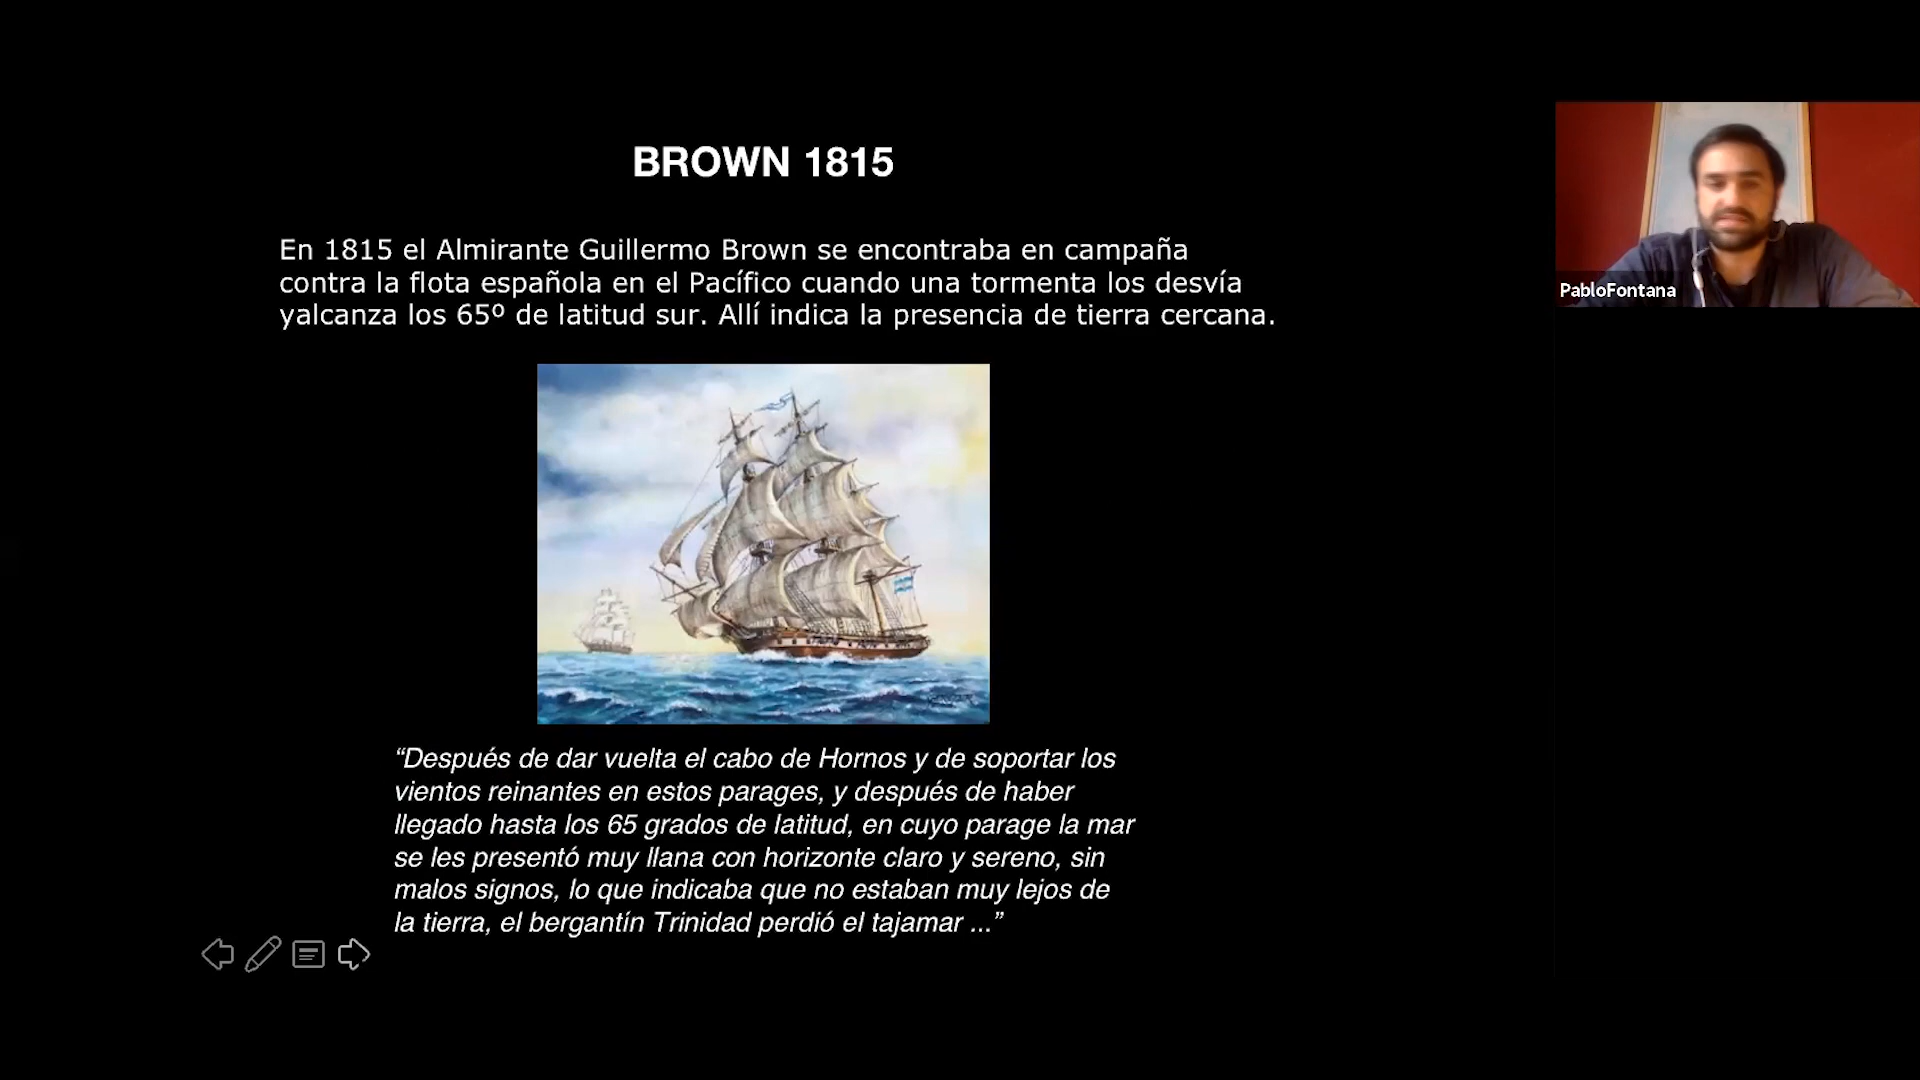 BROWN 1815
En 1815 el Almirante Guillermo Brown se encontraba en campaña
contra la flota española en el Pacífico cuando una tormenta los desvía
yalcanza los 65º de latitud sur. Allí indica la presencia de tierra cercana.
PabloFontana
“Después de dar vuelta el cabo de Hornos y de soportar los
vientos reinantes en estos parages, y después de haber
llegado hasta los 65 grados de latitud, en cuyo parage la mar
se les presentó muy llana con horizonte claro y sereno, sin
malos signos, lo que indicaba que no estaban muy lejos de
la tierra, el bergantín Trinidad perdió el tajamar ...”